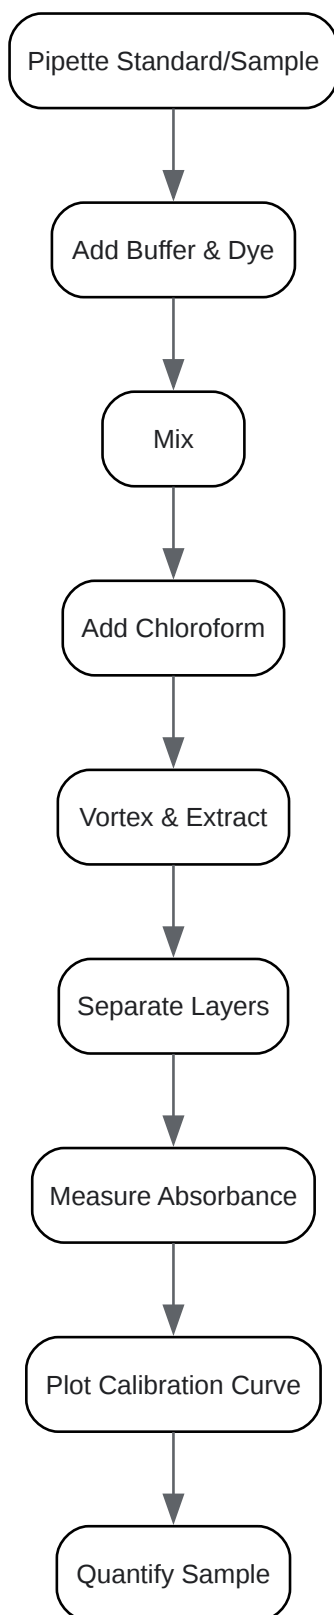 Pipette Standard/Sample
Add Buffer & Dye
Mix
Add Chloroform
Vortex & Extract
Separate Layers
Measure Absorbance
Plot Calibration Curve
Quantify Sample